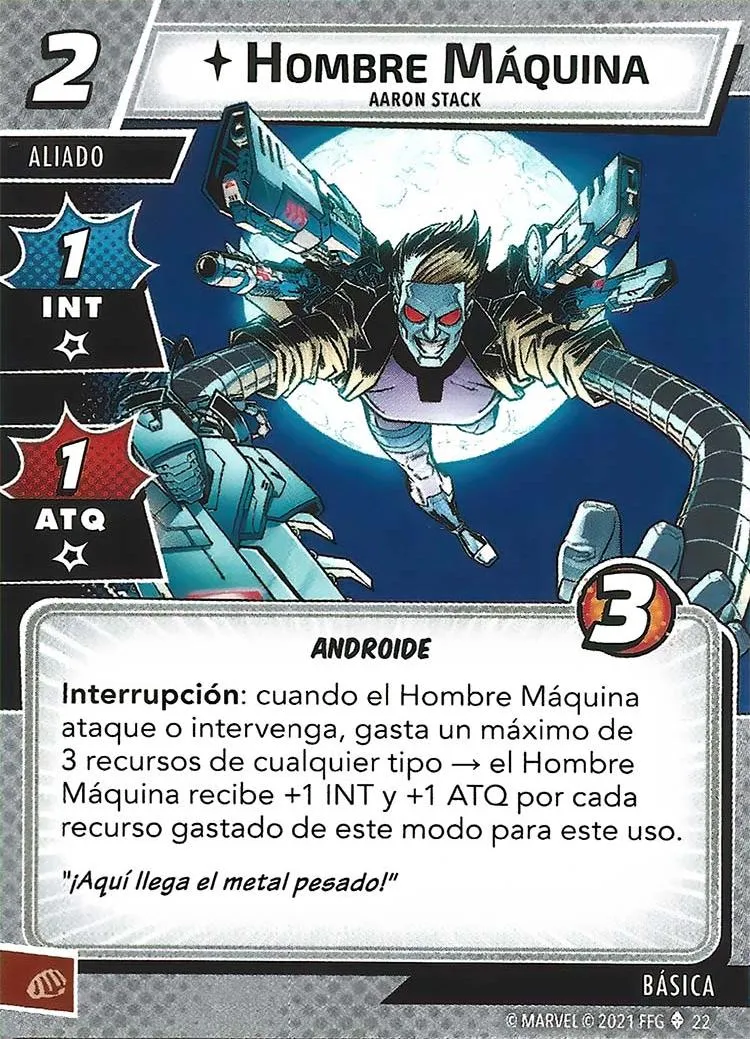 2
HOMBRE MÁQUINA
AARON STACK
ALIADO
1
INT
1
ATQ
3
ANDROIDE
Interrupción: cuando el Hombre Máquina
ataque o intervenga, gasta un máximo de
3 recursos de cualquier tipo → el Hombre
Máquina recibe +1 INT y +1 ATQ por cada
recurso gastado de este modo para este uso.
"¡Aquí llega el metal pesado!"
BÁSICA
© MARVEL © 2021 FFG 22